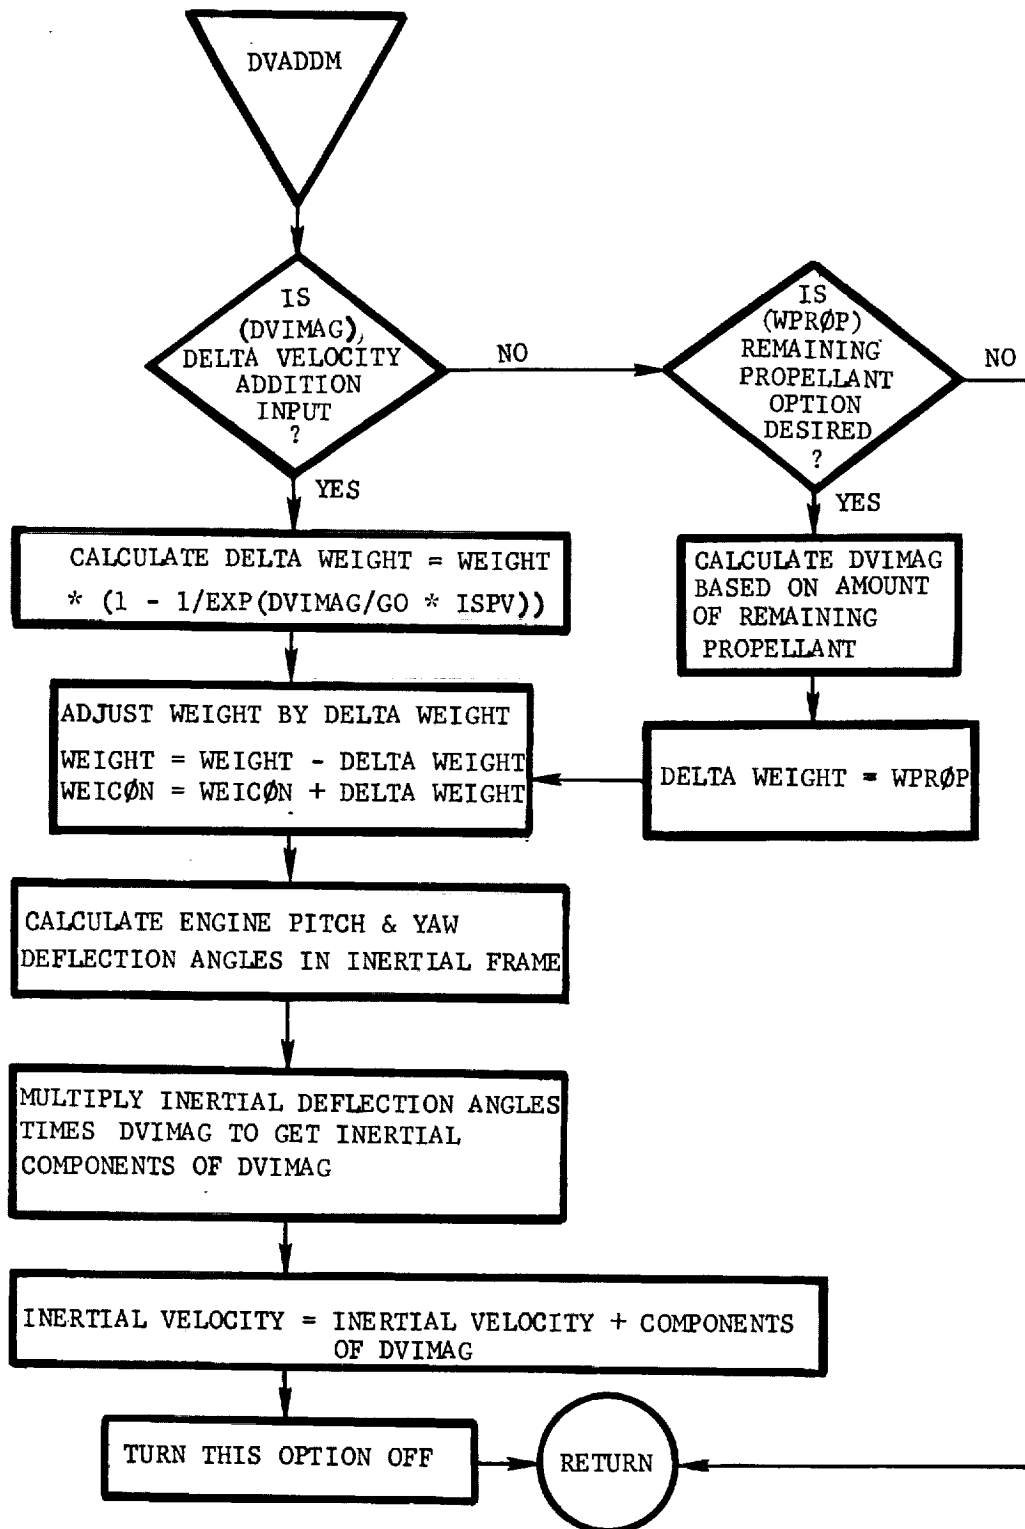 DVADDM
IS
(DVIMAG),
DELTA VELOCITY
ADDITION
INPUT
?
NO
IS
(WPRØP)
REMAINING
PROPELLANT
OPTION
DESIRED
?
NO
YES
YES
CALCULATE DELTA WEIGHT = WEIGHT
* (1 - 1/EXP(DVIMAG/GO * ISPV))
CALCULATE DVIMAG
BASED ON AMOUNT
OF REMAINING
PROPELLANT
ADJUST WEIGHT BY DELTA WEIGHT
WEIGHT = WEIGHT - DELTA WEIGHT
WEICØN = WEICØN + DELTA WEIGHT
DELTA WEIGHT = WPRØP
CALCULATE ENGINE PITCH & YAW
DEFLECTION ANGLES IN INERTIAL FRAME
MULTIPLY INERTIAL DEFLECTION ANGLES
TIMES DVIMAG TO GET INERTIAL
COMPONENTS OF DVIMAG
INERTIAL VELOCITY = INERTIAL VELOCITY + COMPONENTS
OF DVIMAG
TURN THIS OPTION OFF
RETURN